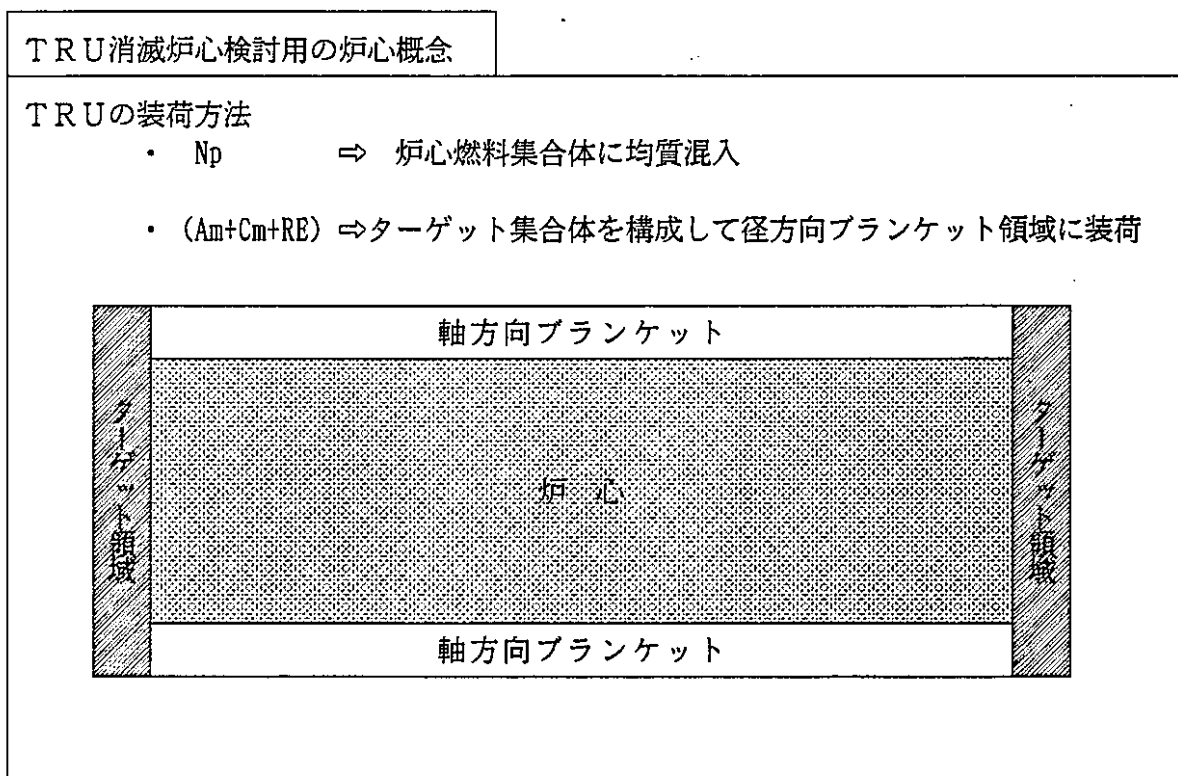 TRU消滅炉心検討用の炉心概念
TRUの装荷方法
・ Np ⇨ 炉心燃料集合体に均質混入
・ (Am+Cm+RE) ⇨ターゲット集合体を構成して径方向ブランケット領域に装荷
軸方向ブランケット
ターゲット領域
炉 心
ターゲット領域
軸方向ブランケット